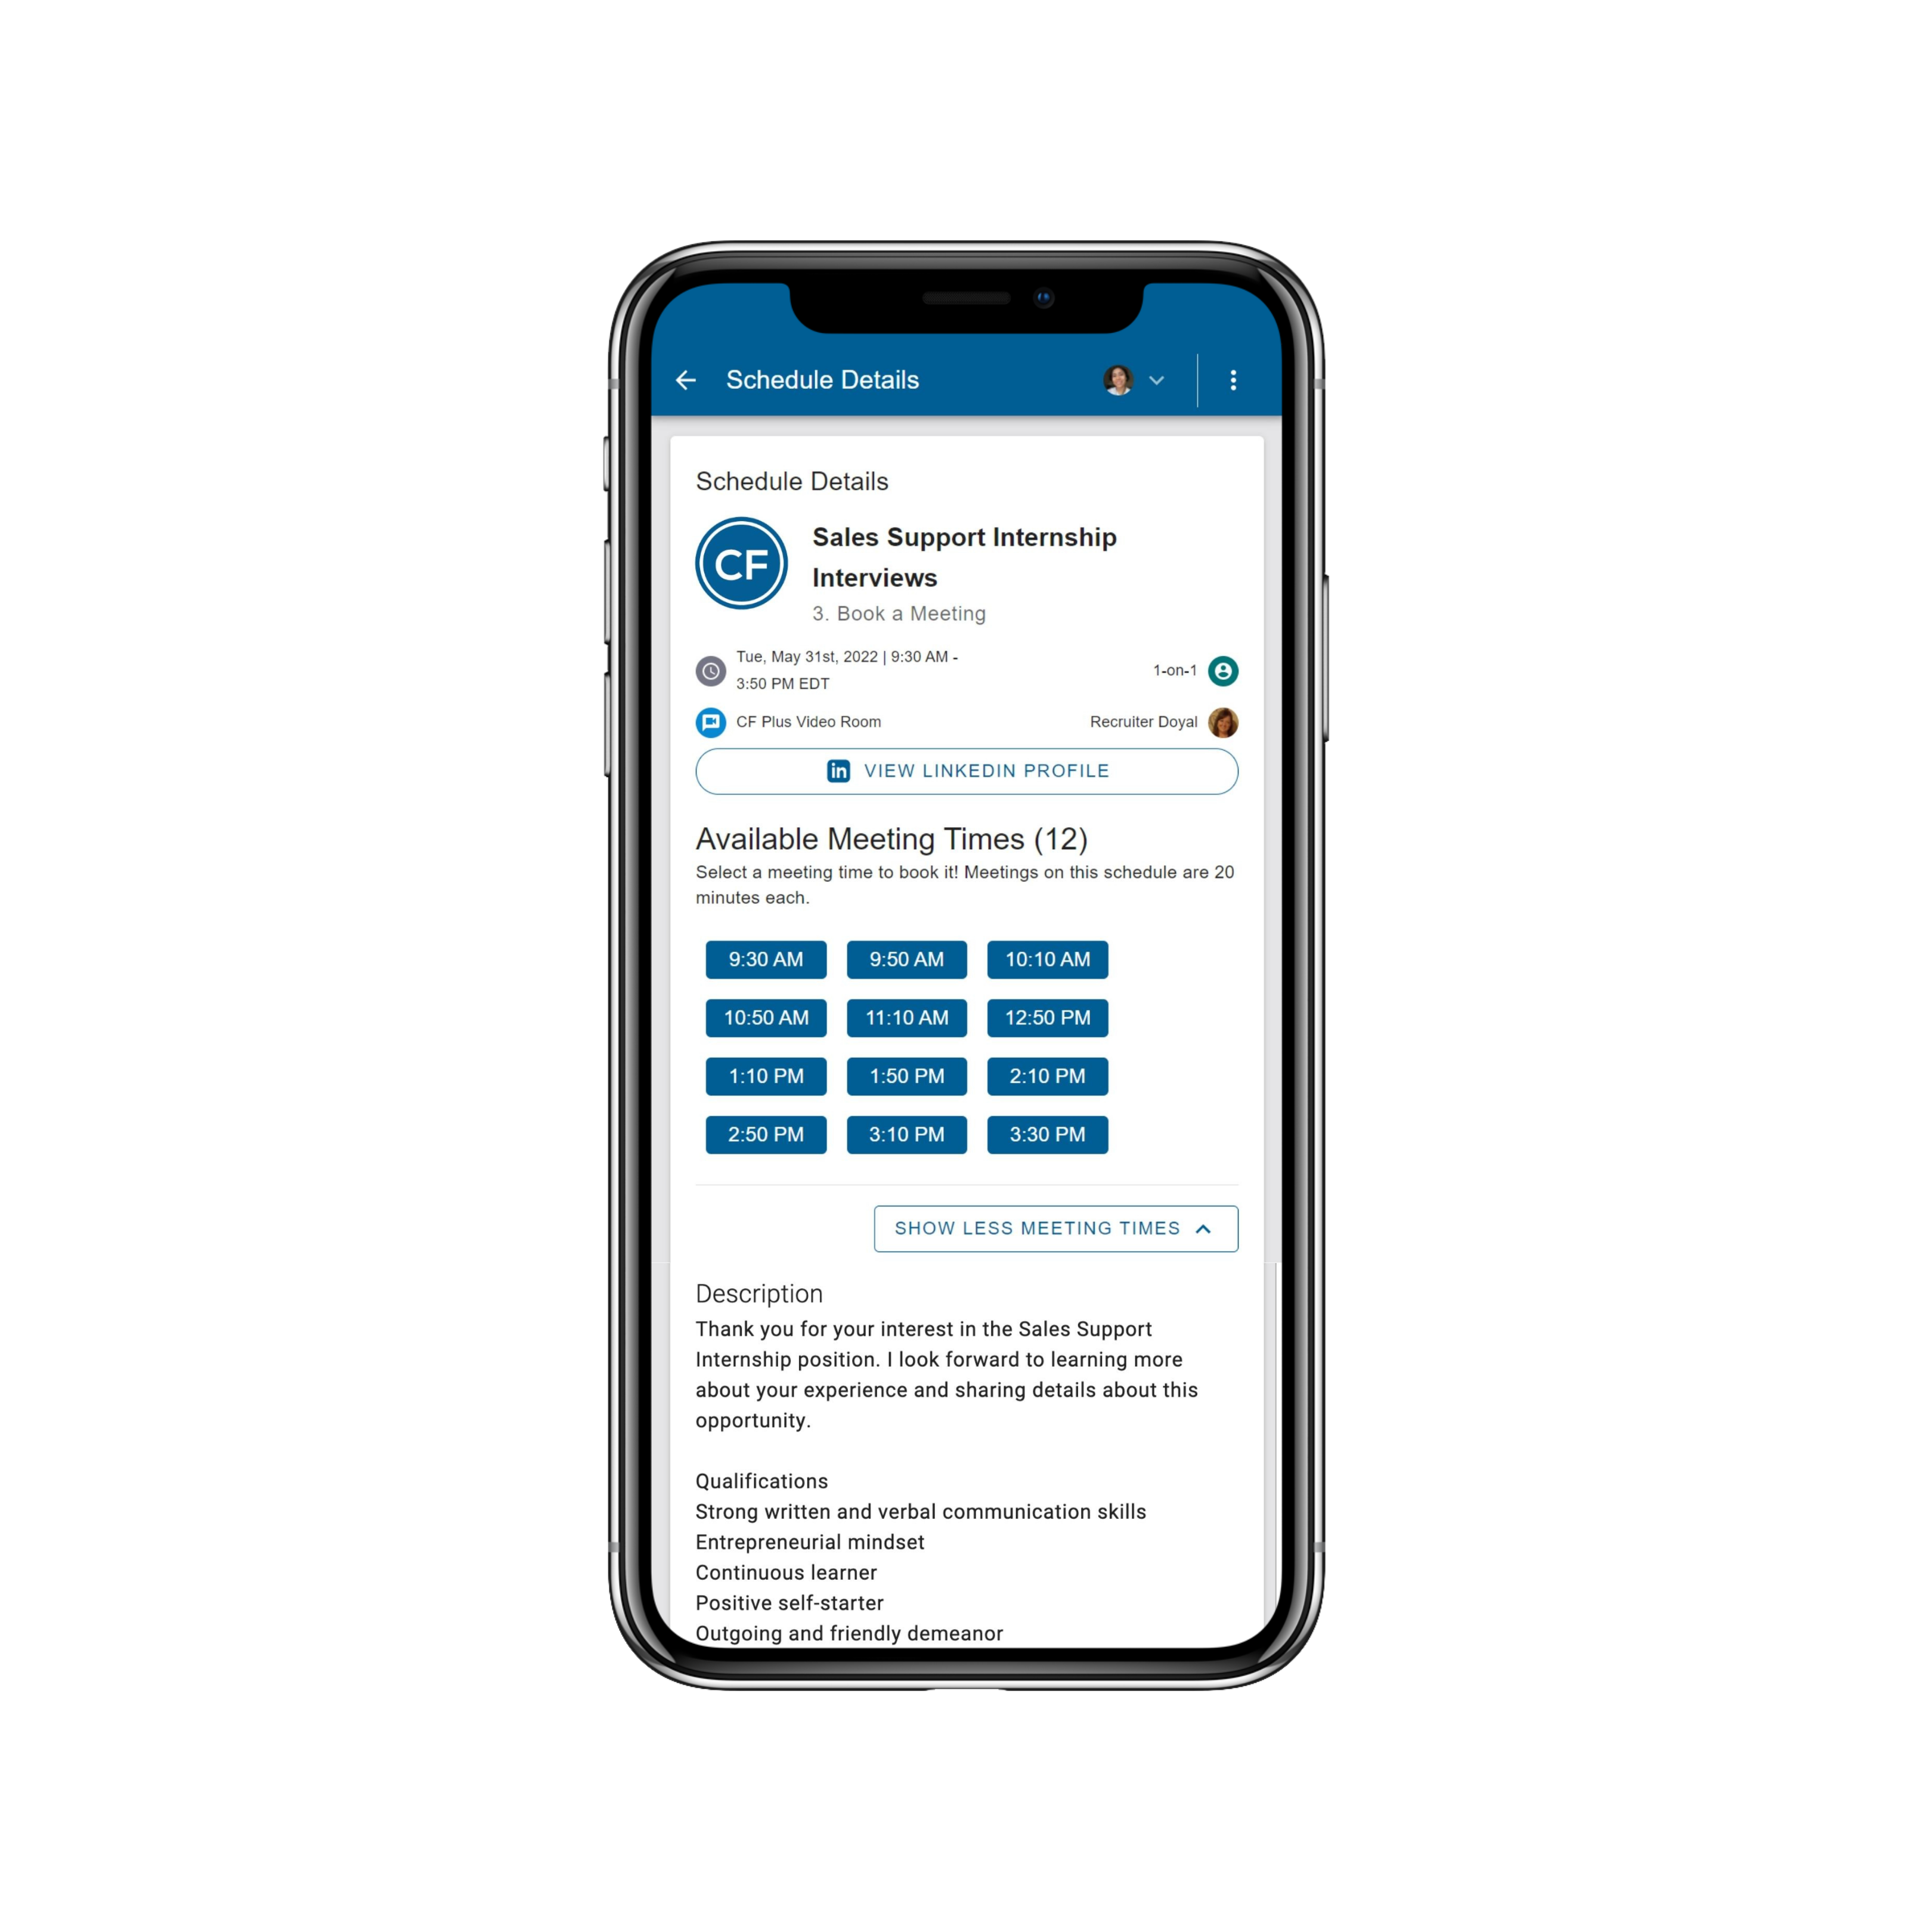 Schedule Details
Schedule Details
CF
Sales Support Internship
Interviews
3. Book a Meeting
Tue, May 31st, 2022 | 9:30 AM -
3:50 PM EDT
1-on-1
CF Plus Video Room
Recruiter Doyal
in VIEW LINKEDIN PROFILE
Available Meeting Times (12)
Select a meeting time to book it! Meetings on this schedule are 20
minutes each.
9:30 AM 9:50 AM 10:10 AM
10:50 AM 11:10 AM 12:50 PM
1:10 PM 1:50 PM 2:10 PM
2:50 PM 3:10 PM 3:30 PM
SHOW LESS MEETING TIMES
Description
Thank you for your interest in the Sales Support
Internship position. I look forward to learning more
about your experience and sharing details about this
opportunity.
Qualifications
Strong written and verbal communication skills
Entrepreneurial mindset
Continuous learner
Positive self-starter
Outgoing and friendly demeanor